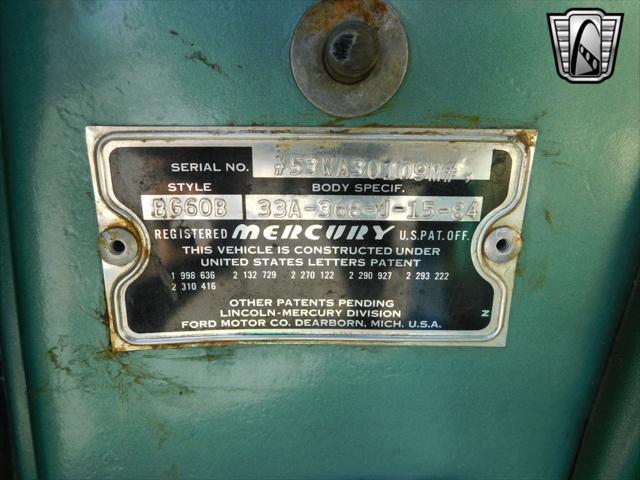 SERIAL NO. #53WA30109M#
STYLE BODY SPECIF.
BG60B 33A-368-W-15-84
REGISTERED MERCURY U.S. PAT. OFF.
THIS VEHICLE IS CONSTRUCTED UNDER
UNITED STATES LETTERS PATENT
1 998 636 2 132 729 2 270 122 2 290 927 2 293 222
2 310 416
OTHER PATENTS PENDING
LINCOLN-MERCURY DIVISION
FORD MOTOR CO. DEARBORN, MICH. U.S.A.
N